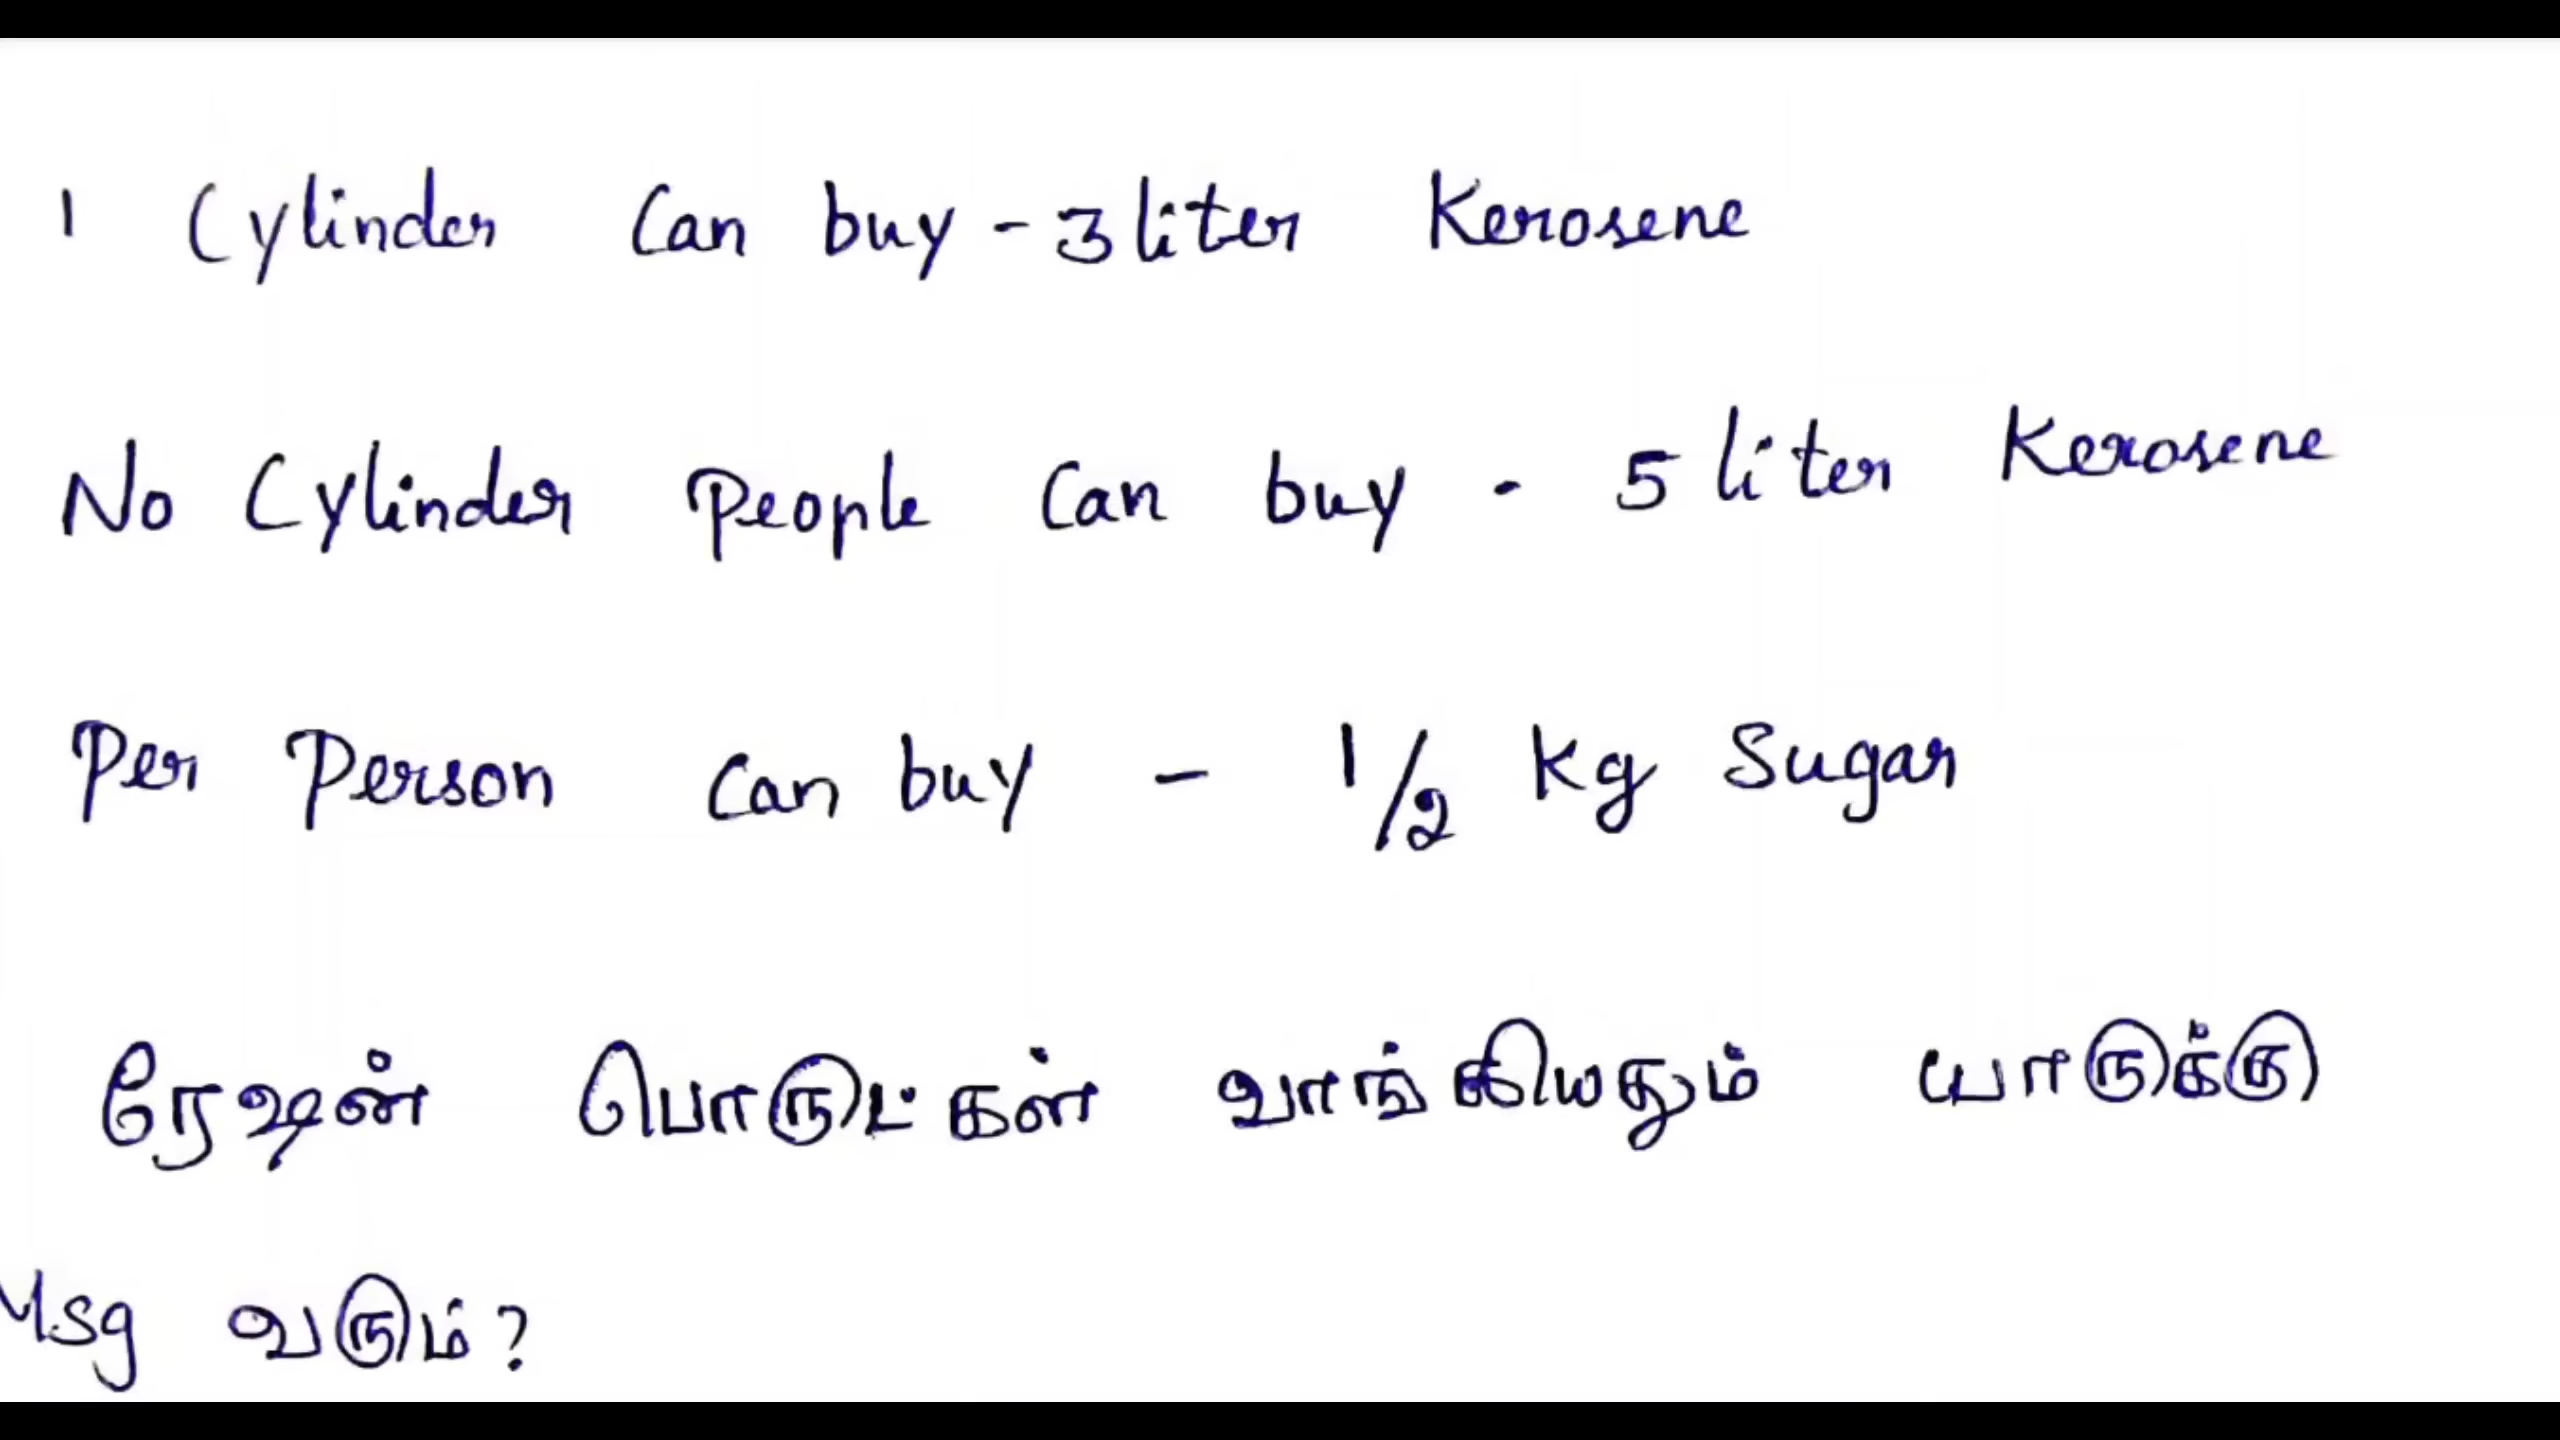 1 Cylinder Can buy - 3 liter Kerosene
No Cylinder People Can buy - 5 liter Kerosene
Per Person Can buy - 1/2 Kg Sugar
ரேஷன் பொருட்கள் வாங்கியதும் யாருக்கு
Msg வரும்?